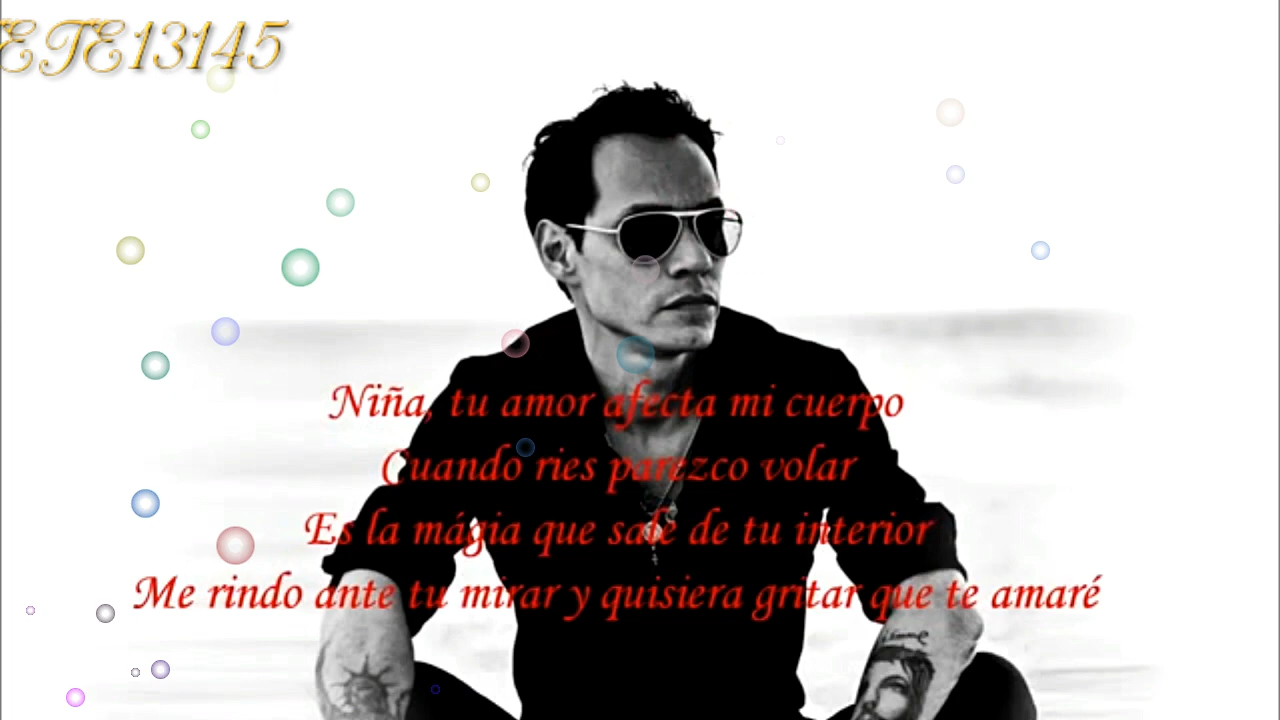 ETE13145
Niña, tu amor afecta mi cuerpo
Cuando ries parezco volar
Es la mágia que sale de tu interior
Me rindo ante tu mirar y quisiera gritar que te amaré